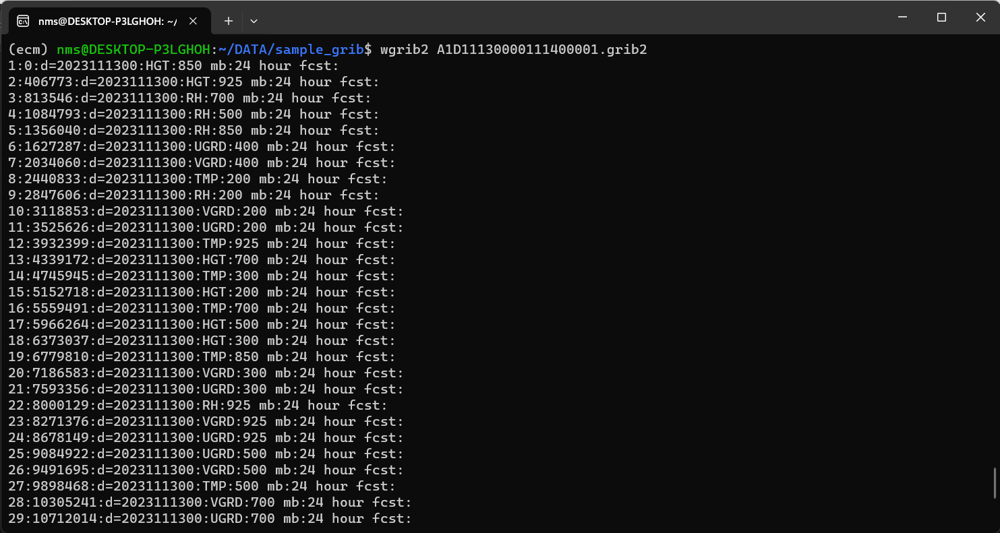 nms@DESKTOP-P3LGHOH: ~/
(ecm) nms@DESKTOP-P3LGHOH:~/DATA/sample_grib$ wgrib2 A1D11130000111400001.grib2
1:0:d=2023111300:HGT:850 mb:24 hour fcst:
2:406773:d=2023111300:HGT:925 mb:24 hour fcst:
3:813546:d=2023111300:RH:700 mb:24 hour fcst:
4:1084793:d=2023111300:RH:500 mb:24 hour fcst:
5:1356040:d=2023111300:RH:850 mb:24 hour fcst:
6:1627287:d=2023111300:UGRD:400 mb:24 hour fcst:
7:2034060:d=2023111300:VGRD:400 mb:24 hour fcst:
8:2440833:d=2023111300:TMP:200 mb:24 hour fcst:
9:2847606:d=2023111300:RH:200 mb:24 hour fcst:
10:3118853:d=2023111300:VGRD:200 mb:24 hour fcst:
11:3525626:d=2023111300:UGRD:200 mb:24 hour fcst:
12:3932399:d=2023111300:TMP:925 mb:24 hour fcst:
13:4339172:d=2023111300:HGT:700 mb:24 hour fcst:
14:4745945:d=2023111300:TMP:300 mb:24 hour fcst:
15:5152718:d=2023111300:HGT:200 mb:24 hour fcst:
16:5559491:d=2023111300:TMP:700 mb:24 hour fcst:
17:5966264:d=2023111300:HGT:500 mb:24 hour fcst:
18:6373037:d=2023111300:HGT:300 mb:24 hour fcst:
19:6779810:d=2023111300:TMP:850 mb:24 hour fcst:
20:7186583:d=2023111300:VGRD:300 mb:24 hour fcst:
21:7593356:d=2023111300:UGRD:300 mb:24 hour fcst:
22:8000129:d=2023111300:RH:925 mb:24 hour fcst:
23:8271376:d=2023111300:VGRD:925 mb:24 hour fcst:
24:8678149:d=2023111300:UGRD:925 mb:24 hour fcst:
25:9084922:d=2023111300:UGRD:500 mb:24 hour fcst:
26:9491695:d=2023111300:VGRD:500 mb:24 hour fcst:
27:9898468:d=2023111300:TMP:500 mb:24 hour fcst:
28:10305241:d=2023111300:VGRD:700 mb:24 hour fcst:
29:10712014:d=2023111300:UGRD:700 mb:24 hour fcst: